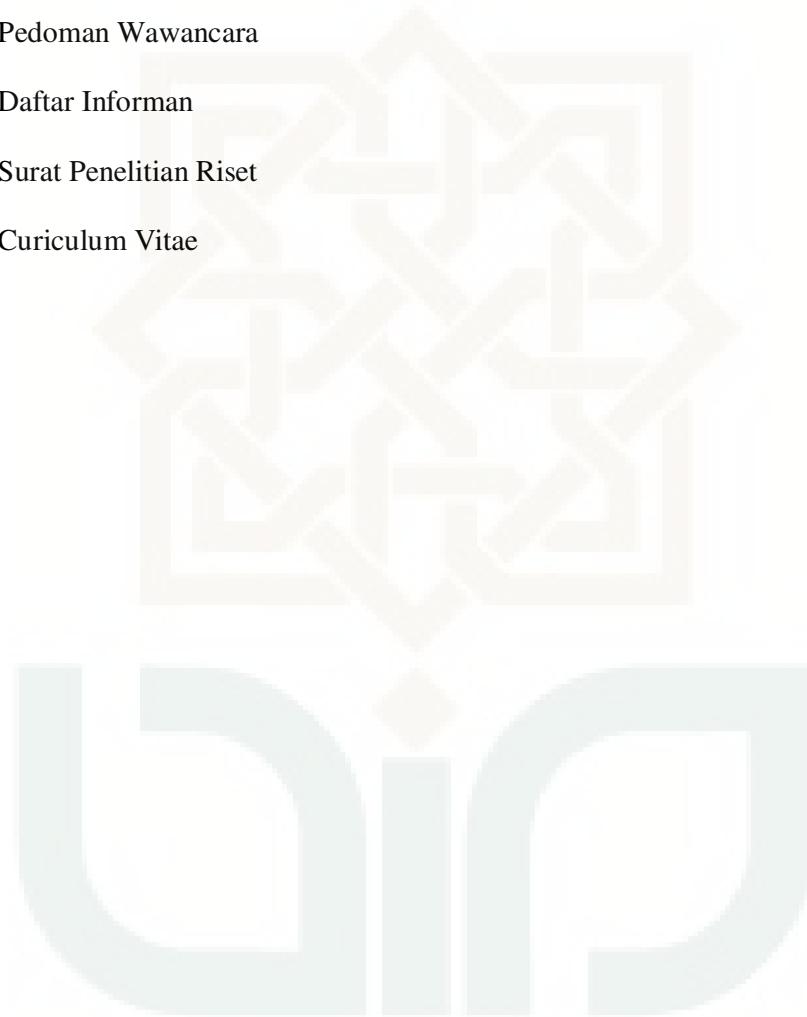 Pedoman Wawancara
Daftar Informan
Surat Penelitian Riset
Curiculum Vitae